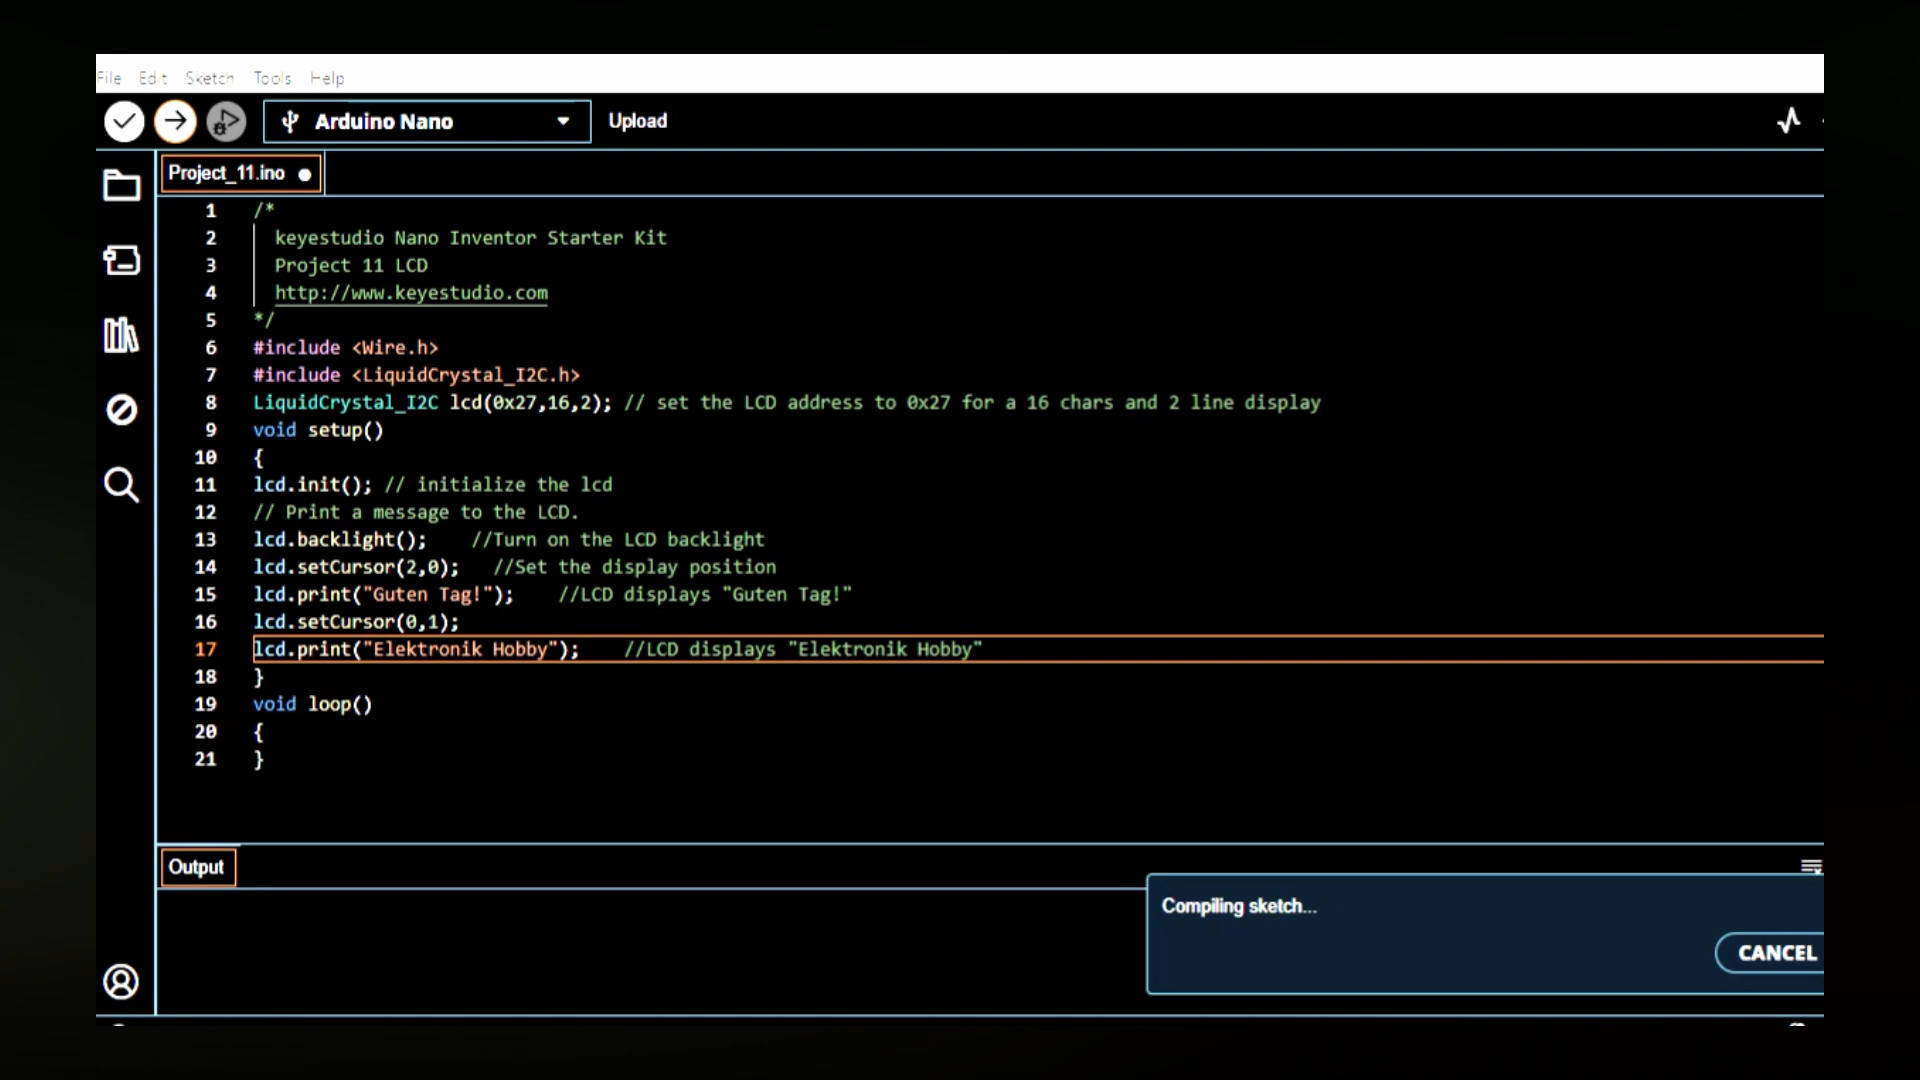 File Edit Sketch Tools Help
Arduino Nano Upload
Project_11.ino
1 /*
2 keyestudio Nano Inventor Starter Kit
3 Project 11 LCD
4 http://www.keyestudio.com
5 */
6 #include <Wire.h>
7 #include <LiquidCrystal_I2C.h>
8 LiquidCrystal_I2C lcd(0x27,16,2); // set the LCD address to 0x27 for a 16 chars and 2 line display
9 void setup()
10 {
11 lcd.init(); // initialize the lcd
12 // Print a message to the LCD.
13 lcd.backlight(); //Turn on the LCD backlight
14 lcd.setCursor(2,0); //Set the display position
15 lcd.print("Guten Tag!"); //LCD displays "Guten Tag!"
16 lcd.setCursor(0,1);
17 lcd.print("Elektronik Hobby"); //LCD displays "Elektronik Hobby"
18 }
19 void loop()
20 {
21 }
Output
Compiling sketch...
CANCEL